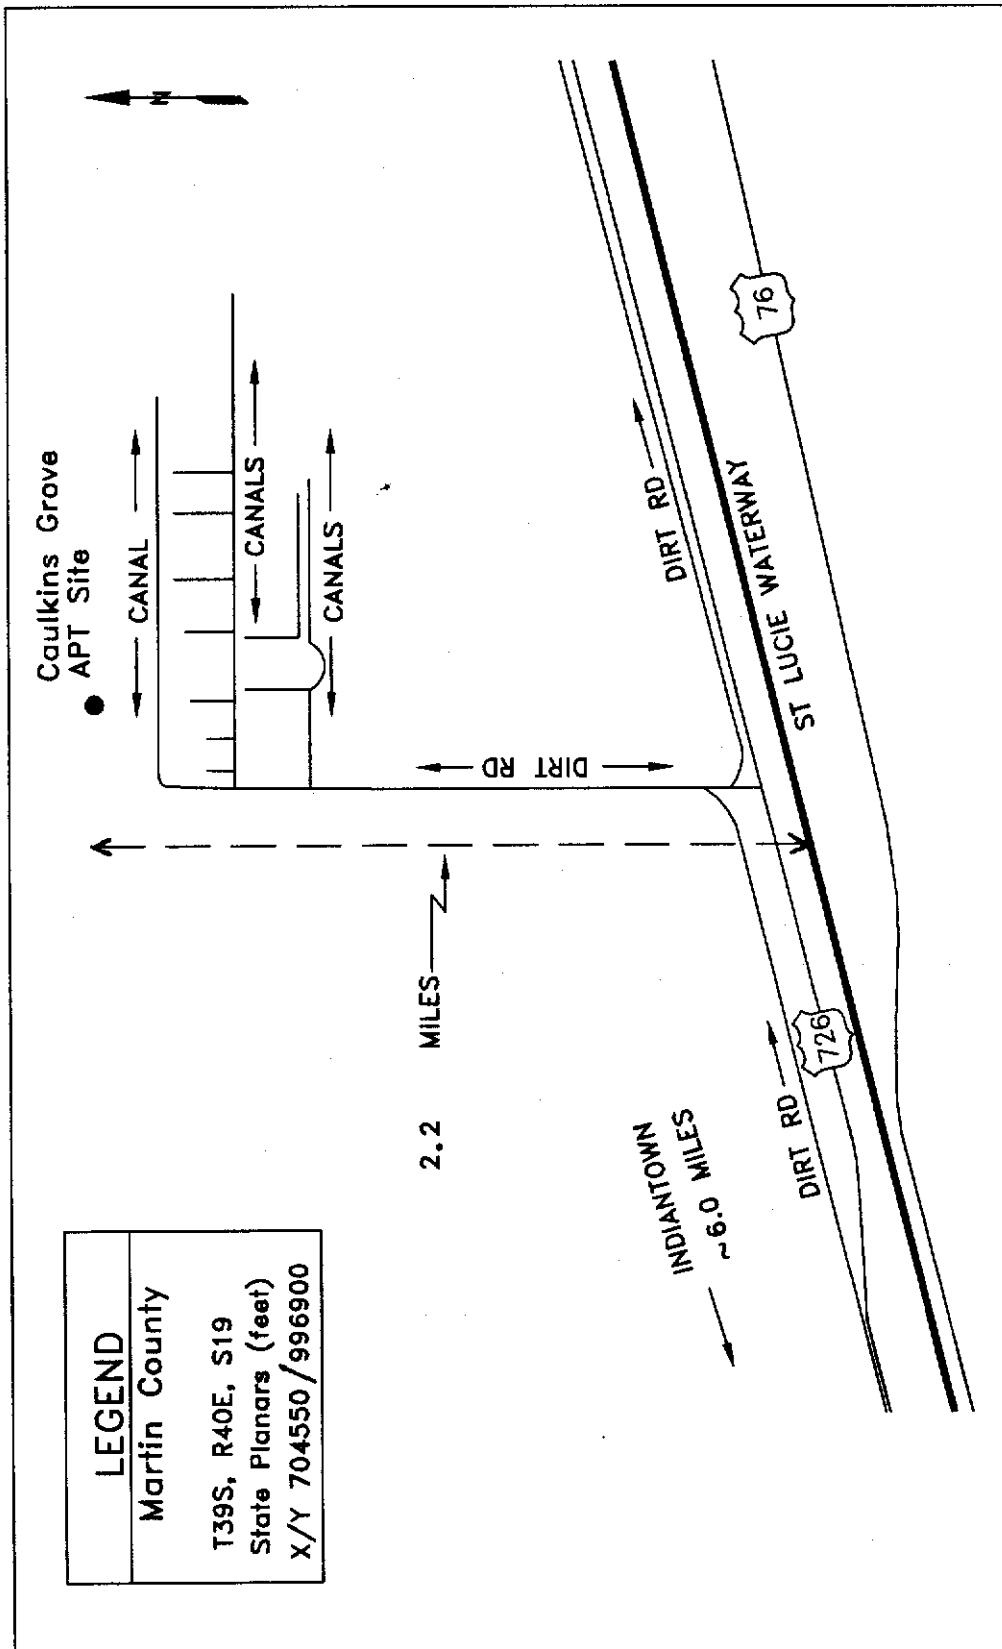 LEGEND
Martin County
T39S, R40E, S19
State Planars (feet)
X/Y 704550/996900
N
Caulkins Grove
APT Site
CANAL
CANALS
CANALS
DIRT RD
2.2 MILES
DIRT RD
ST LUCIE WATERWAY
76
INDIANTOWN
~6.0 MILES
DIRT RD
726